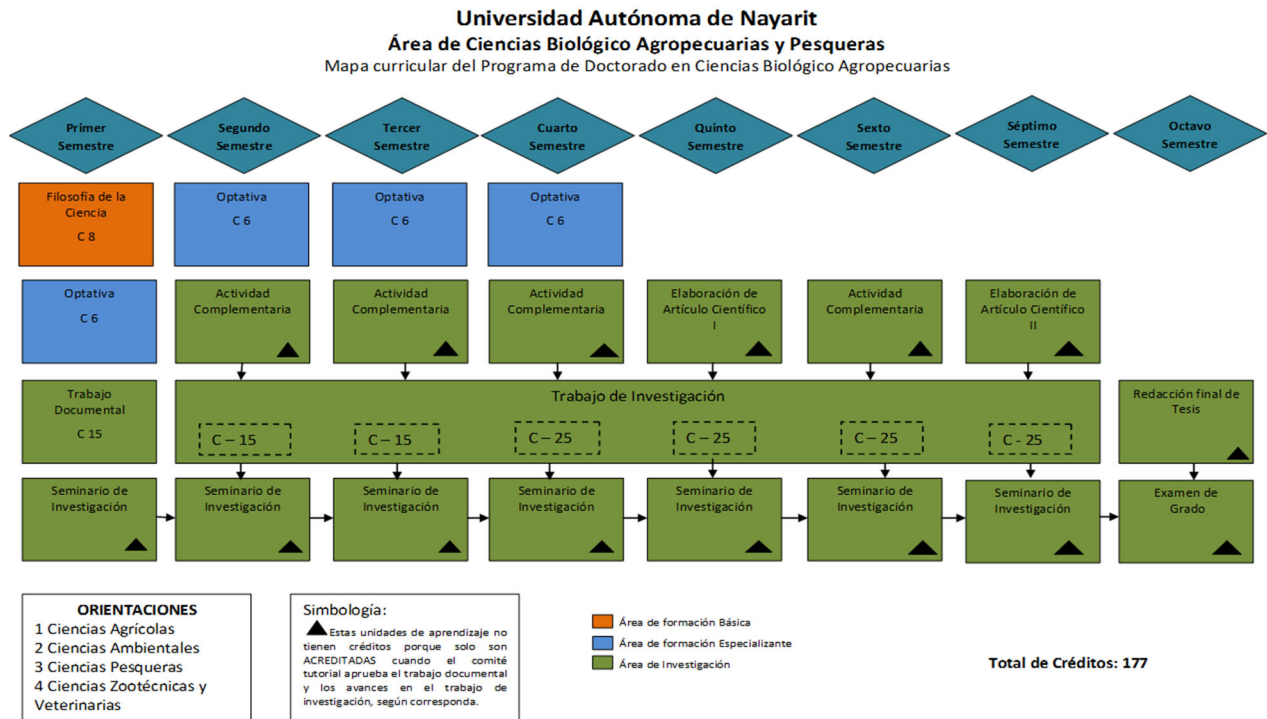 Universidad Autónoma de Nayarit
Área de Ciencias Biológico Agropecuarias y Pesqueras
Mapa curricular del Programa de Doctorado en Ciencias Biológico Agropecuarias
Primer
Semestre
Segundo
Semestre
Tercer
Semestre
Cuarto
Semestre
Quinto
Semestre
Sexto
Semestre
Séptimo
Semestre
Octavo
Semestre
Filosofía de la
Ciencia
C 8
Optativa
C 6
Optativa
C 6
Optativa
C 6
Optativa
C 6
Actividad
Complementaria
Actividad
Complementaria
Actividad
Complementaria
Elaboración de
Artículo Científico
I
Actividad
Complementaria
Elaboración de
Artículo Científico
II
Trabajo
Documental
C 15
Trabajo de Investigación
C – 15
C – 15
C – 25
C – 25
C – 25
C - 25
Redacción final de
Tesis
Seminario de
Investigación
Seminario de
Investigación
Seminario de
Investigación
Seminario de
Investigación
Seminario de
Investigación
Seminario de
Investigación
Seminario de
Investigación
Examen de
Grado
ORIENTACIONES
1 Ciencias Agrícolas
2 Ciencias Ambientales
3 Ciencias Pesqueras
4 Ciencias Zootécnicas y
Veterinarias
Simbología:
Estas unidades de aprendizaje no
tienen créditos porque solo son
ACREDITADAS cuando el comité
tutorial aprueba el trabajo documental
y los avances en el trabajo de
investigación, según corresponda.
Área de formación Básica
Área de formación Especializante
Área de Investigación
Total de Créditos: 177